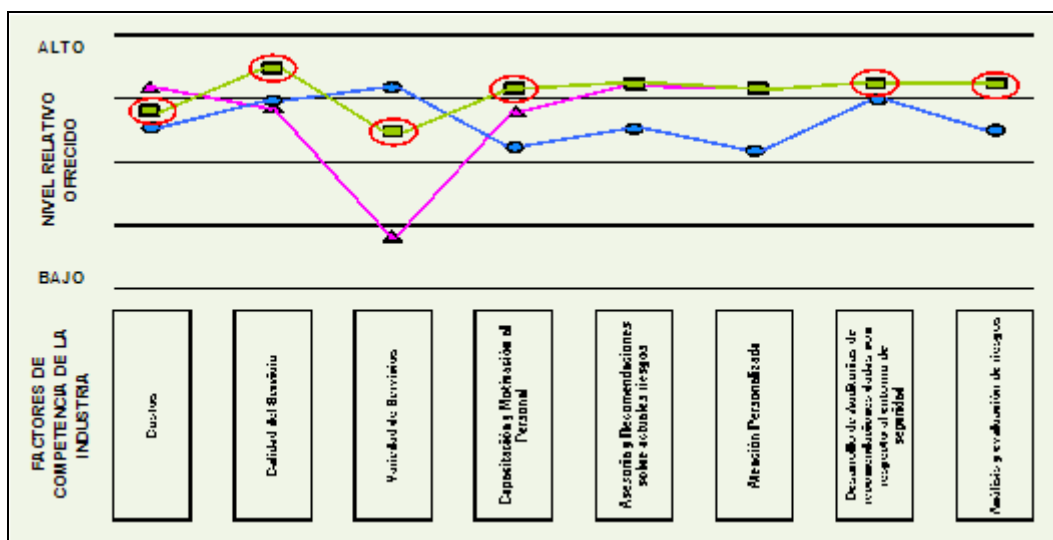 ALTO
NIVEL RELATIVO
OFRECIDO
BAJO
FACTORES DE
COMPETENCIA DE LA
INDUSTRIA
Costos
Calidad del Servicio
Variedad de Servicios
Capacitación y Motivación al
Personal
Asesoría y Recomendaciones
sobre actuales riesgos
Atención Personalizada
Desarrollo de Auditorías de
recomendaciones dadas con
respecto al entorno de
seguridad
Análisis y evaluación de riesgos